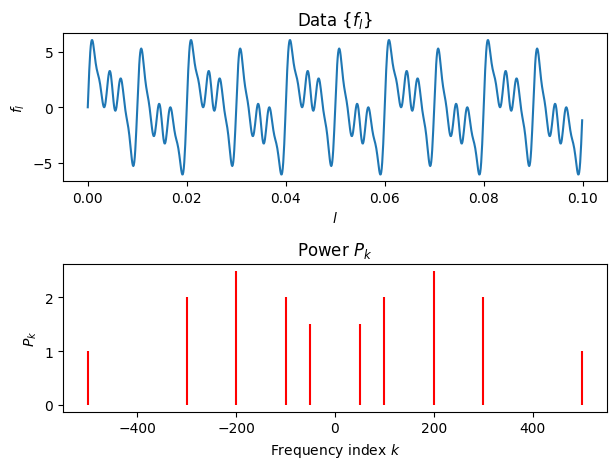 Data {f_l}
5
0
−5
f_l
0.00 0.02 0.04 0.06 0.08 0.10
l
Power P_k
2
1
0
P_k
−400 −200 0 200 400
Frequency index k